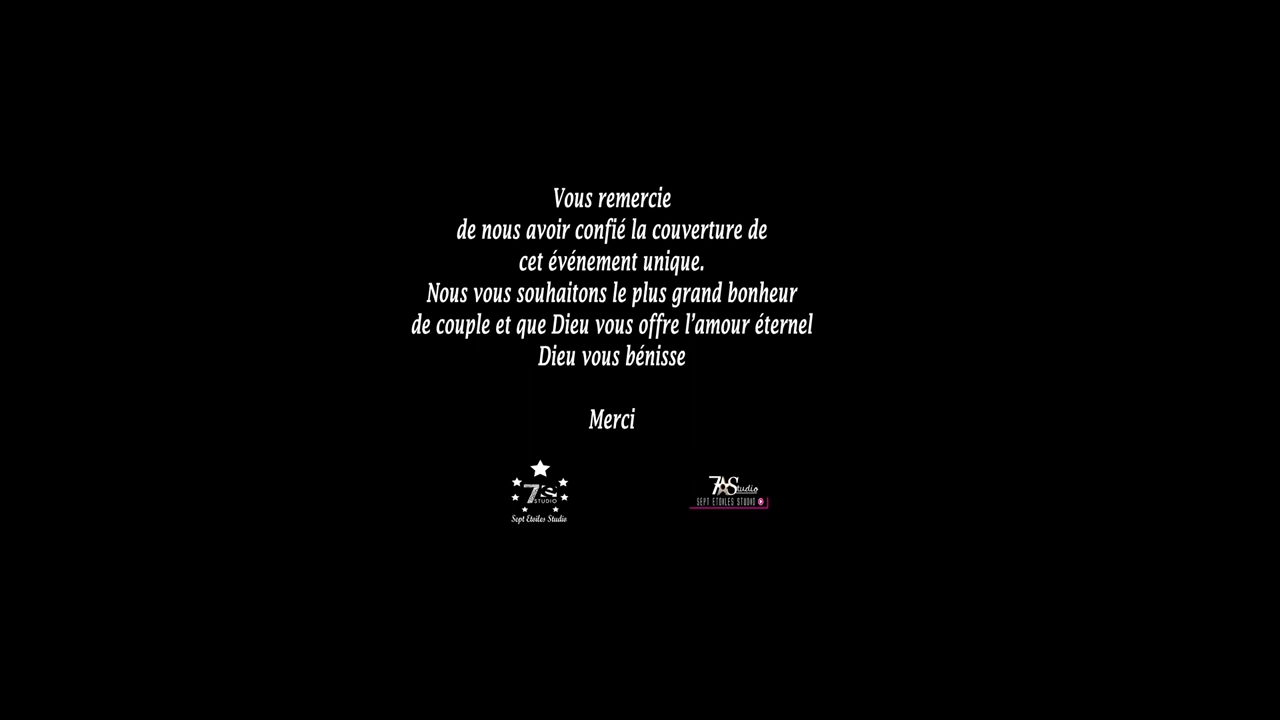 Vous remercie
de nous avoir confié la couverture de
cet événement unique.
Nous vous souhaitons le plus grand bonheur
de couple et que Dieu vous offre l’amour éternel
Dieu vous bénisse
Merci
7S
STUDIO
Sept Etoiles Studio
7 Studio
SEPT ETOILES STUDIO